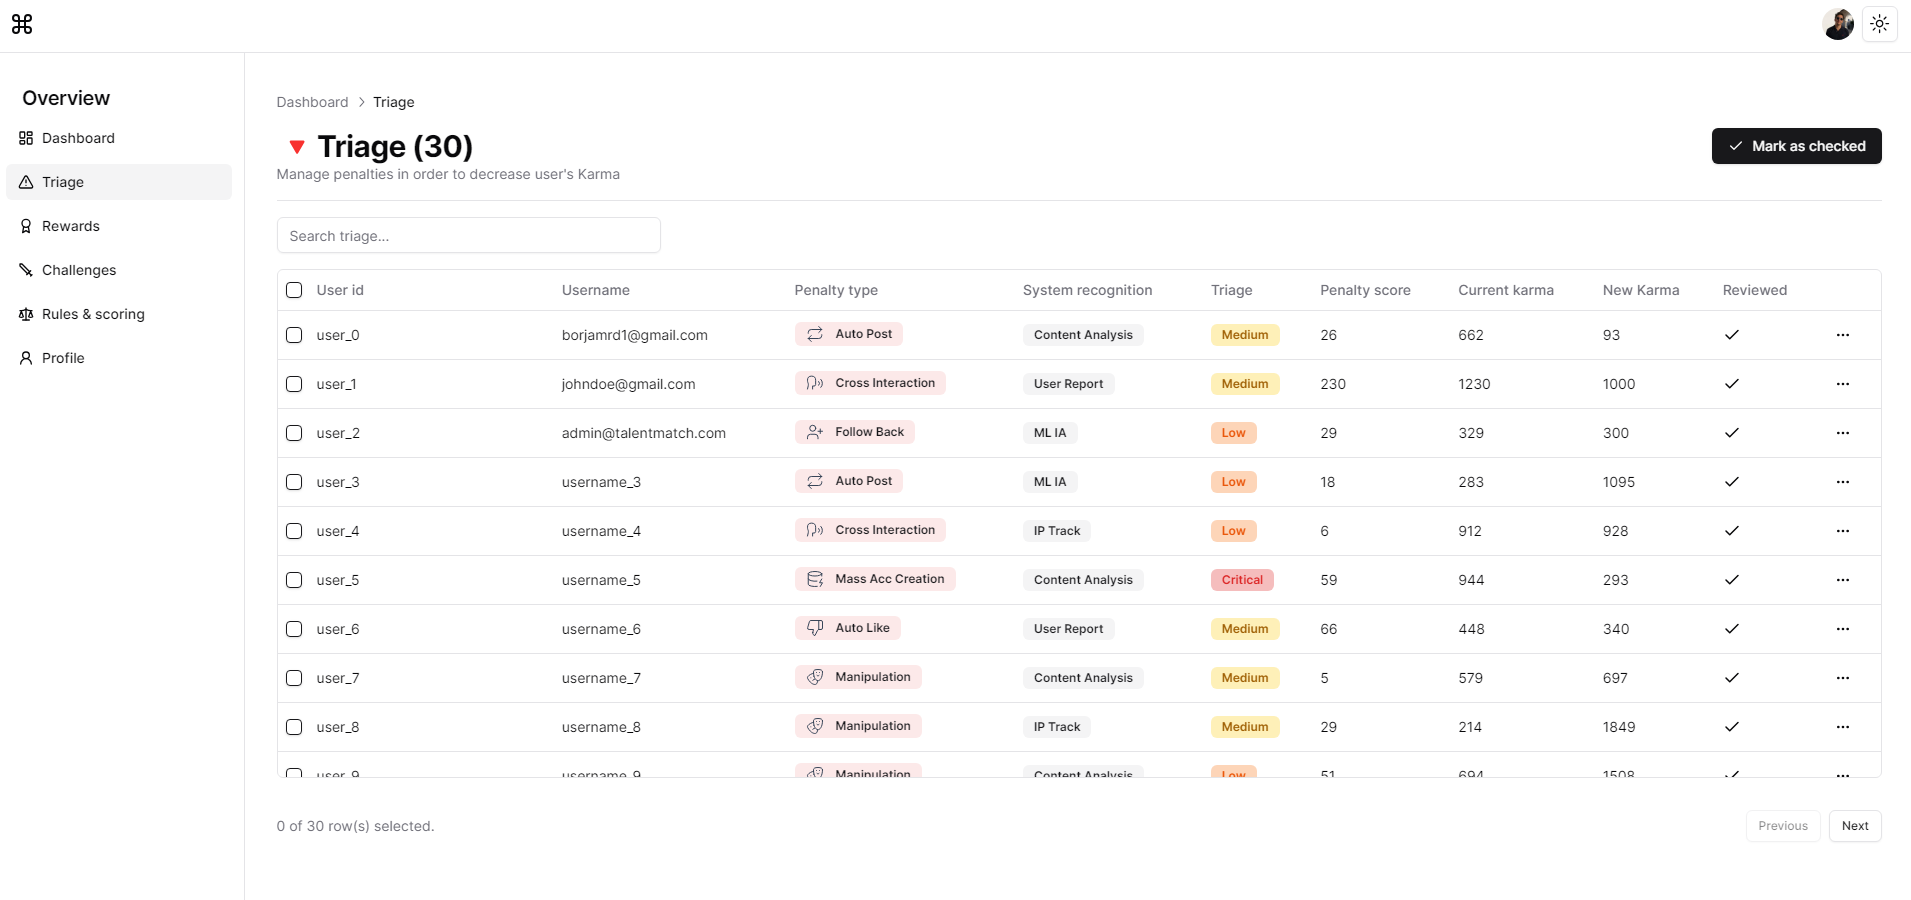 Overview
Dashboard
Triage
Rewards
Challenges
Rules & scoring
Profile
Dashboard > Triage
Triage (30)
Manage penalties in order to decrease user's Karma
Mark as checked
Search triage...
User id Username Penalty type System recognition Triage Penalty score Current karma New Karma Reviewed
user_0 borjamrd1@gmail.com Auto Post Content Analysis Medium 26 662 93
user_1 johndoe@gmail.com Cross Interaction User Report Medium 230 1230 1000
user_2 admin@talentmatch.com Follow Back ML IA Low 29 329 300
user_3 username_3 Auto Post ML IA Low 18 283 1095
user_4 username_4 Cross Interaction IP Track Low 6 912 928
user_5 username_5 Mass Acc Creation Content Analysis Critical 59 944 293
user_6 username_6 Auto Like User Report Medium 66 448 340
user_7 username_7 Manipulation Content Analysis Medium 5 579 697
user_8 username_8 Manipulation IP Track Medium 29 214 1849
user_9 username_9 Manipulation Content Analysis Low 51 694 1508
0 of 30 row(s) selected.
Previous Next